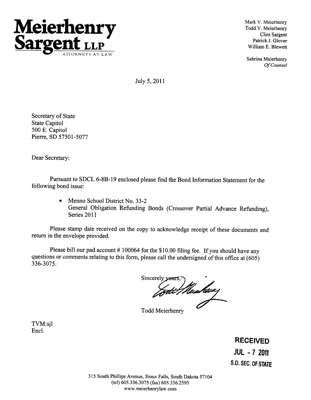 Meierhenry
Sargent LLP
ATTORNEYS AT LAW
Mark V. Meierhenry
Todd V. Meierhenry
Clint Sargent
Patrick J. Glover
William E. Blewett
Sabrina Meierhenry
Of Counsel
July 5, 2011
Secretary of State
State Capitol
500 E. Capitol
Pierre, SD 57501-5077
Dear Secretary:
Pursuant to SDCL 6-8B-19 enclosed please find the Bond Information Statement for the
following bond issue:
• Menno School District No. 33-2
General Obligation Refunding Bonds (Crossover Partial Advance Refunding),
Series 2011
Please stamp date received on the copy to acknowledge receipt of these documents and
return in the envelope provided.
Please bill our pad account # 100064 for the $10.00 filing fee. If you should have any
questions or comments relating to this form, please call the undersigned of this office at (605)
336-3075.
Sincerely yours,
Todd Meierhenry
Todd Meierhenry
TVM:sjl
Encl.
RECEIVED
JUL - 7 2011
S.D. SEC. OF STATE
315 South Phillips Avenue, Sioux Falls, South Dakota 57104
(tel) 605.336.3075 (fax) 605.336.2593
www.meierhenrylaw.com